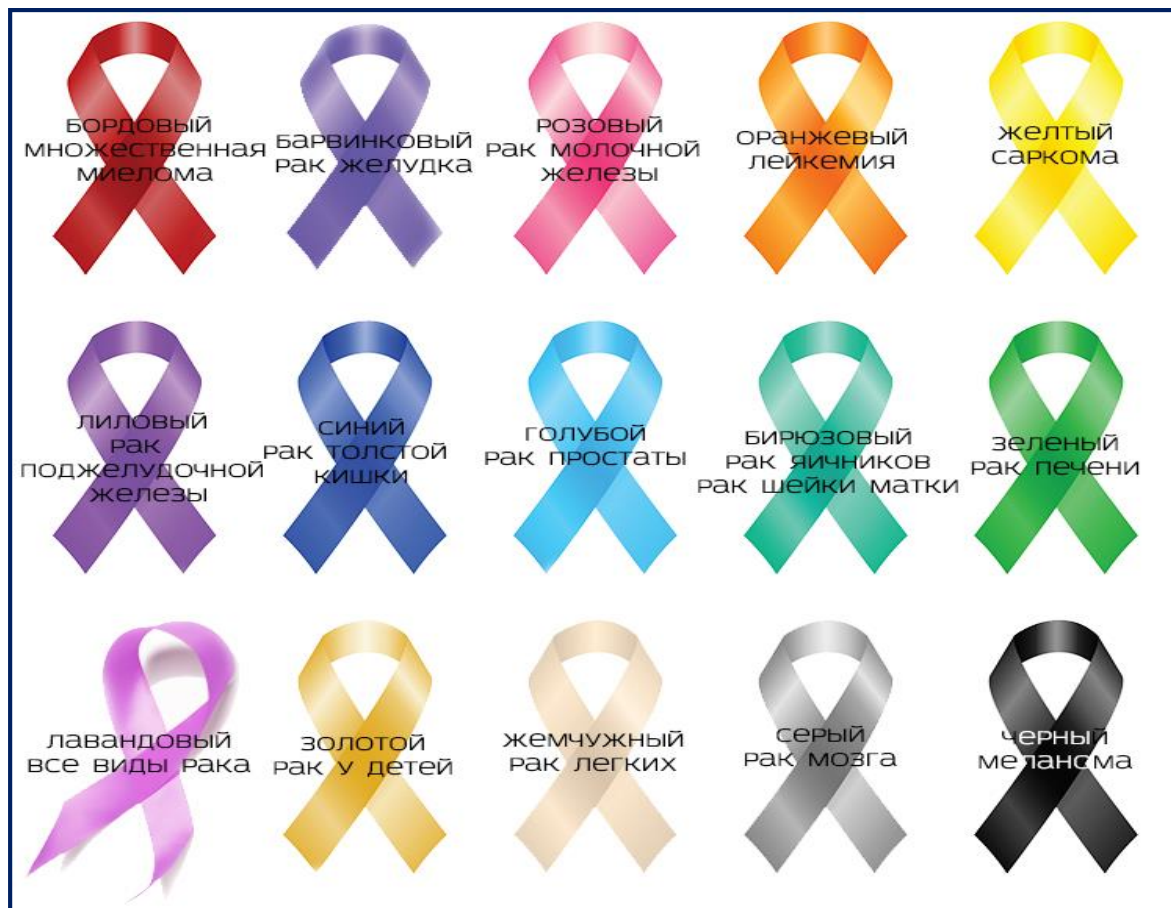 БОРДОВЫЙ
МНОЖЕСТВЕННАЯ
МИЕЛОМА
БАРВИНКОВЫЙ
РАК ЖЕЛУДКА
РОЗОВЫЙ
РАК МОЛОЧНОЙ
ЖЕЛЕЗЫ
ОРАНЖЕВЫЙ
ЛЕЙКЕМИЯ
ЖЕЛТЫЙ
САРКОМА
ЛИЛОВЫЙ
РАК
ПОДЖЕЛУДОЧНОЙ
ЖЕЛЕЗЫ
СИНИЙ
РАК ТОЛСТОЙ
КИШКИ
ГОЛУБОЙ
РАК ПРОСТАТЫ
БИРЮЗОВЫЙ
РАК ЯИЧНИКОВ
РАК ШЕЙКИ МАТКИ
ЗЕЛЕНЫЙ
РАК ПЕЧЕНИ
ЛАВАНДОВЫЙ
ВСЕ ВИДЫ РАКА
ЗОЛОТОЙ
РАК У ДЕТЕЙ
ЖЕМЧУЖНЫЙ
РАК ЛЕГКИХ
СЕРЫЙ
РАК МОЗГА
ЧЕРНЫЙ
МЕЛАНОМА